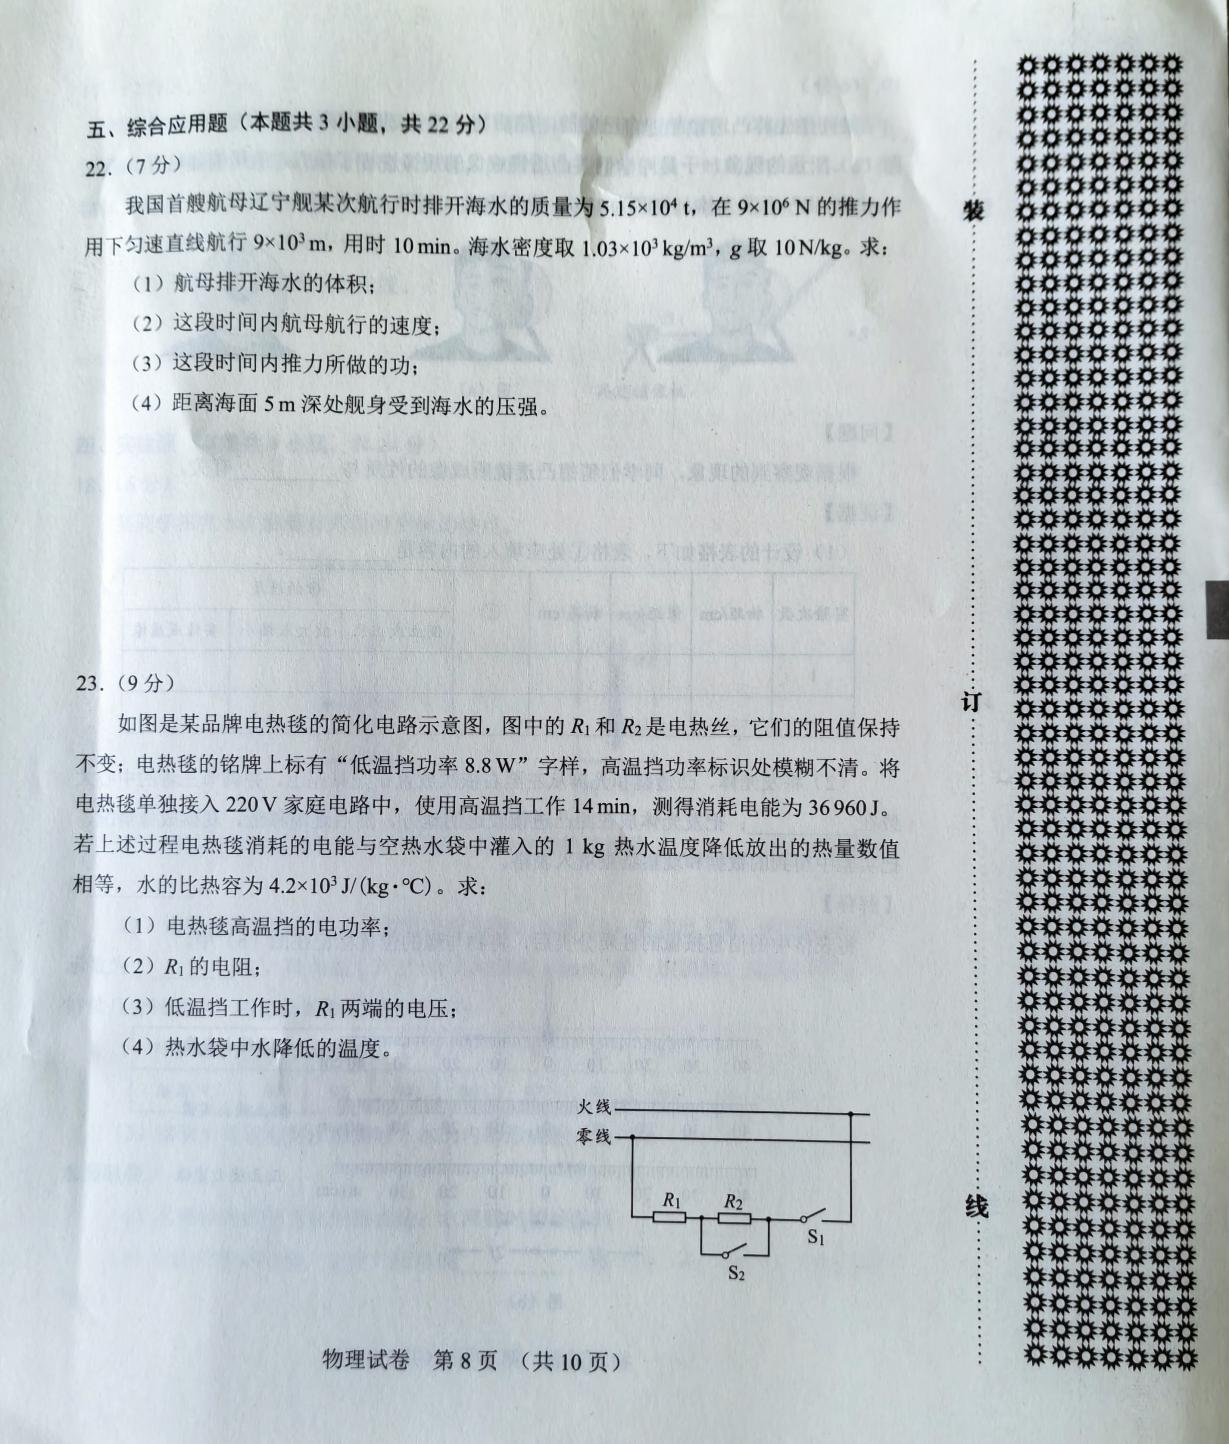 五、综合应用题（本题共 3 小题，共 22 分）
22.（7 分）
我国首艘航母辽宁舰某次航行时排开海水的质量为 5.15×10⁴ t，在 9×10⁶ N 的推力作
用下匀速直线航行 9×10³ m，用时 10 min。海水密度取 1.03×10³ kg/m³，g 取 10 N/kg。求：
（1）航母排开海水的体积；
（2）这段时间内航母航行的速度；
（3）这段时间内推力所做的功；
（4）距离海面 5 m 深处舰身受到海水的压强。
23.（9 分）
如图是某品牌电热毯的简化电路示意图，图中的 R₁ 和 R₂ 是电热丝，它们的阻值保持
不变；电热毯的铭牌上标有“低温挡功率 8.8 W”字样，高温挡功率标识处模糊不清。将
电热毯单独接入 220 V 家庭电路中，使用高温挡工作 14 min，测得消耗电能为 36 960 J。
若上述过程电热毯消耗的电能与空热水袋中灌入的 1 kg 热水温度降低放出的热量数值
相等，水的比热容为 4.2×10³ J/(kg·℃)。求：
（1）电热毯高温挡的电功率；
（2）R₁ 的电阻；
（3）低温挡工作时，R₁ 两端的电压；
（4）热水袋中水降低的温度。
火线
零线
R₁ R₂
S₁
S₂
物理试卷 第 8 页 （共 10 页）
装
订
线